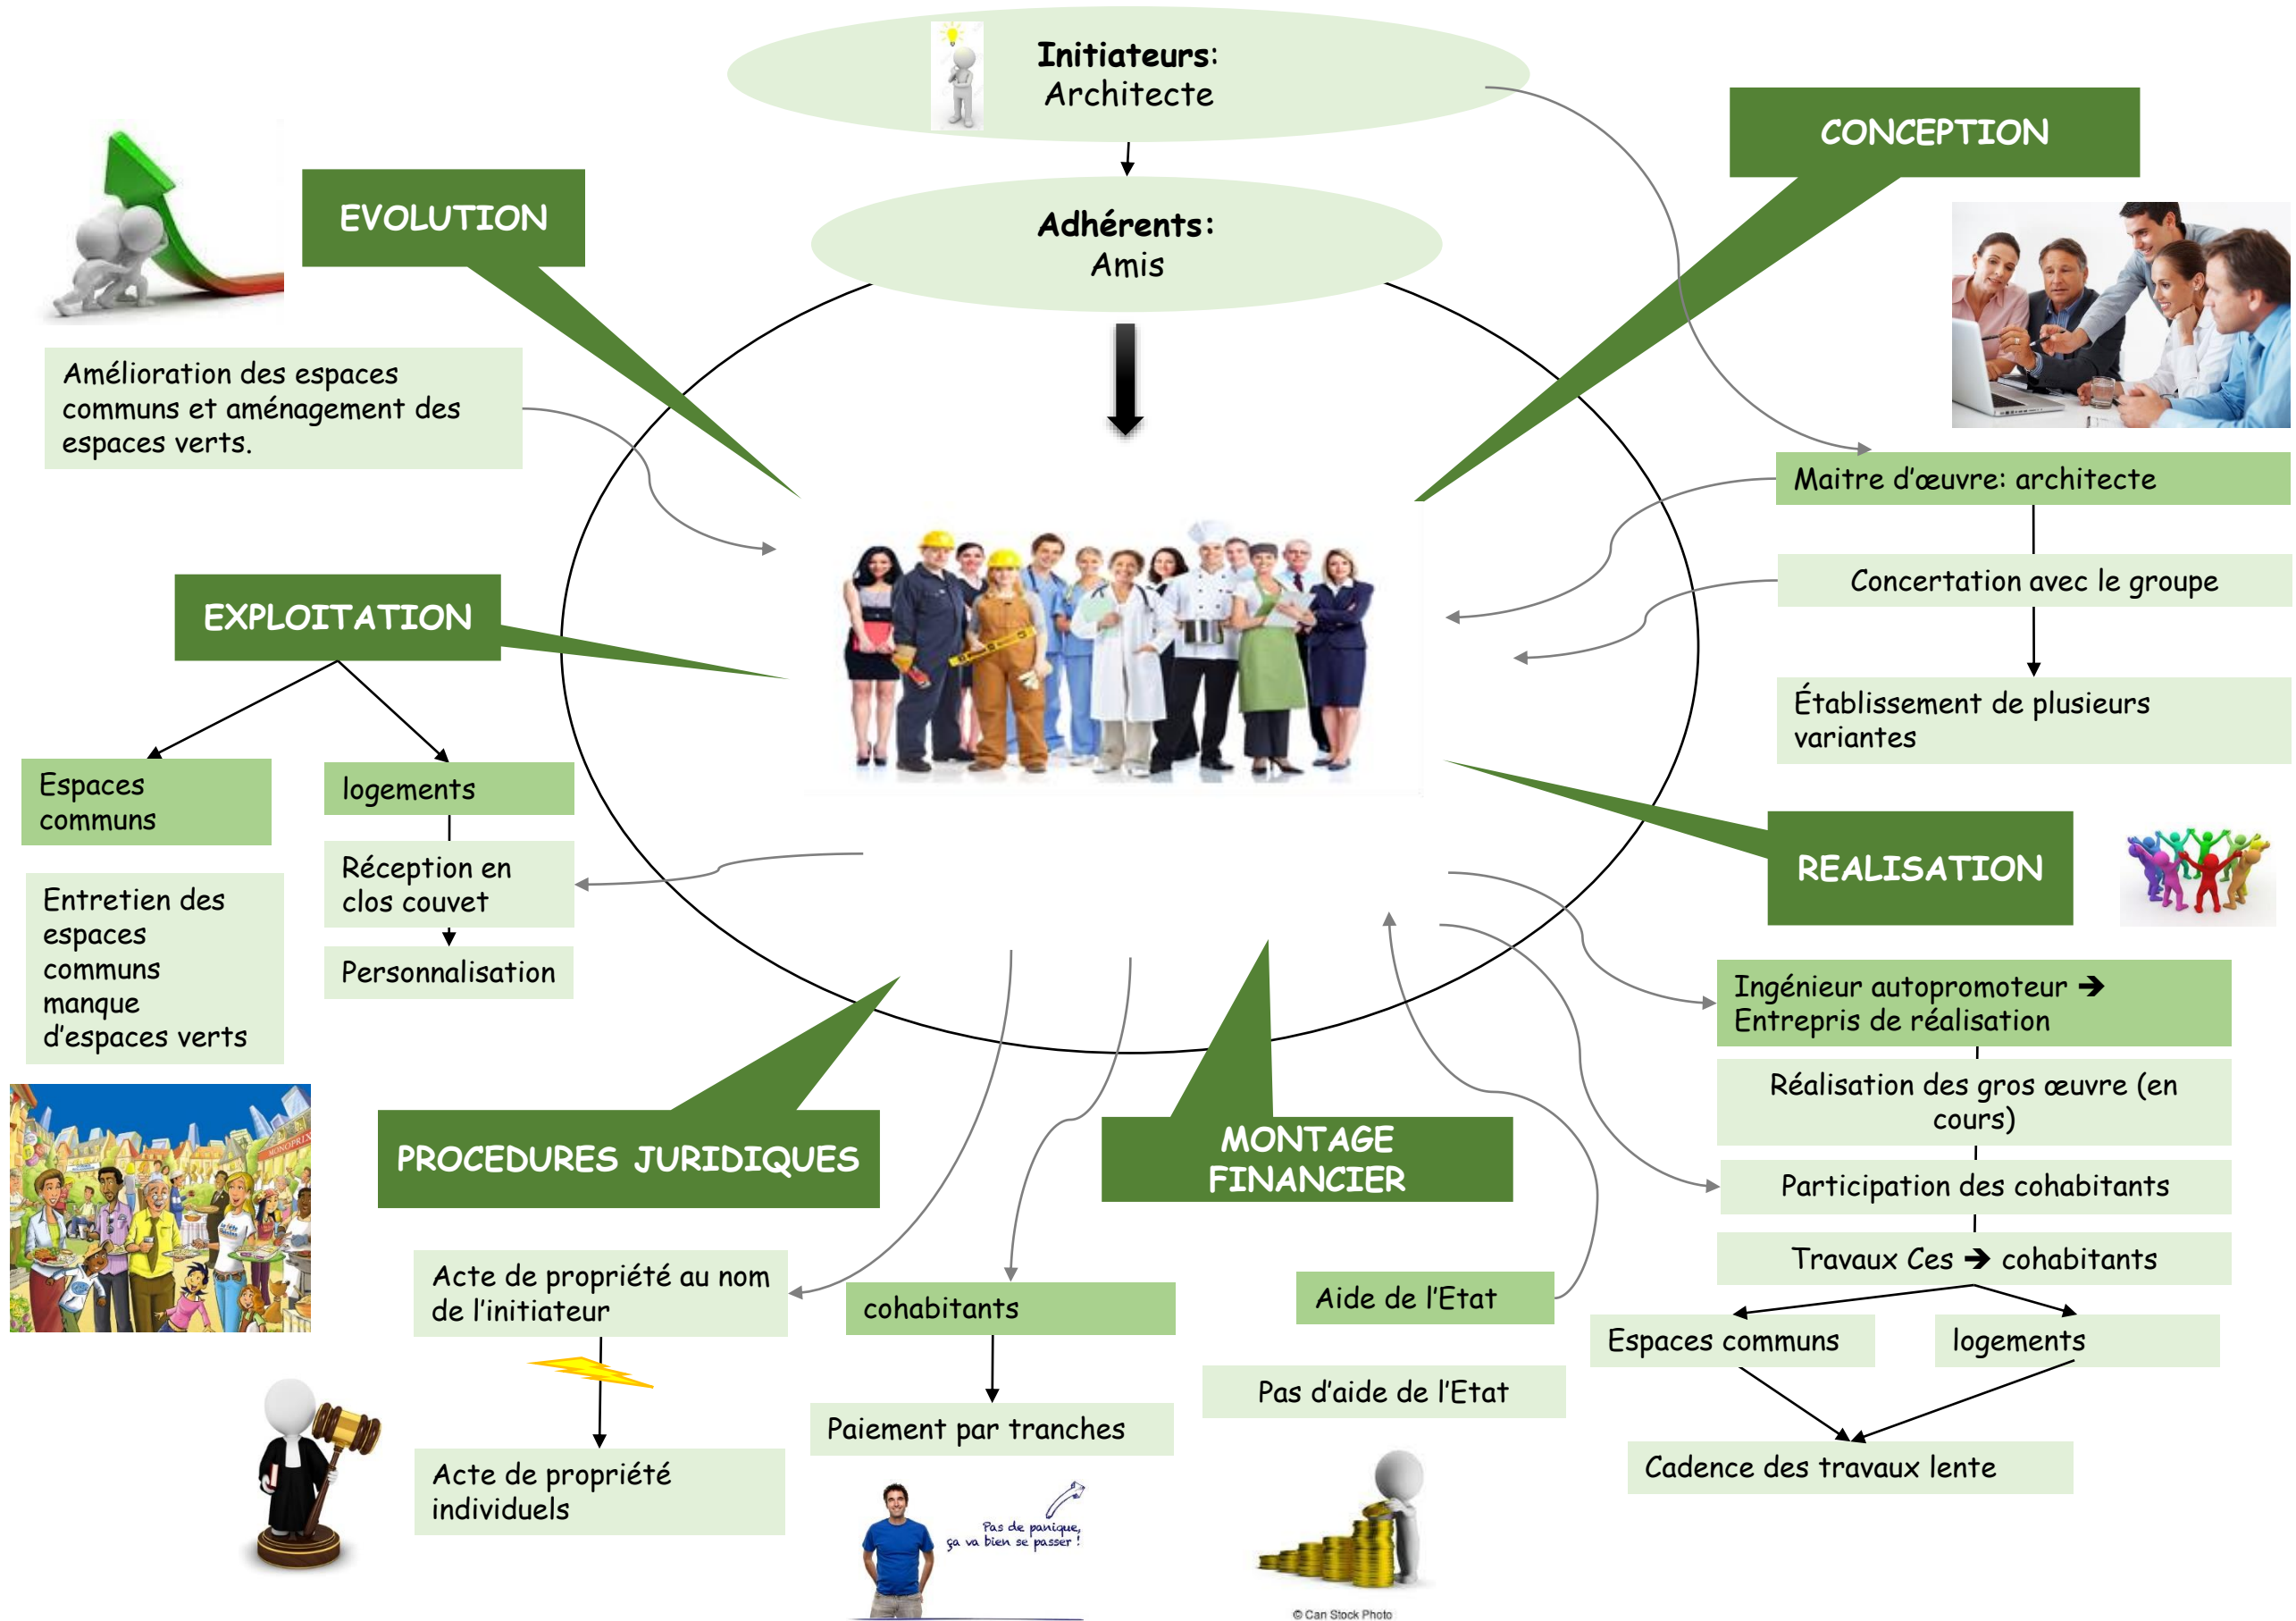 Initiateurs:
Architecte
CONCEPTION
EVOLUTION
Adhérents:
Amis
Amélioration des espaces
communs et aménagement des
espaces verts.
Maitre d'œuvre: architecte
Concertation avec le groupe
Établissement de plusieurs
variantes
EXPLOITATION
Espaces
communs
logements
Réception en
clos couvet
Personnalisation
Entretien des
espaces
communs
manque
d'espaces verts
REALISATION
Ingénieur autopromoteur ➔
Entrepris de réalisation
Réalisation des gros œuvre (en
cours)
Participation des cohabitants
Travaux Ces ➔ cohabitants
Espaces communs
logements
Cadence des travaux lente
MONOPRIX
PROCEDURES JURIDIQUES
Acte de propriété au nom
de l'initiateur
Acte de propriété
individuels
MONTAGE
FINANCIER
cohabitants
Paiement par tranches
Aide de l'Etat
Pas d'aide de l'Etat
Pas de panique,
ça va bien se passer !
© Can Stock Photo